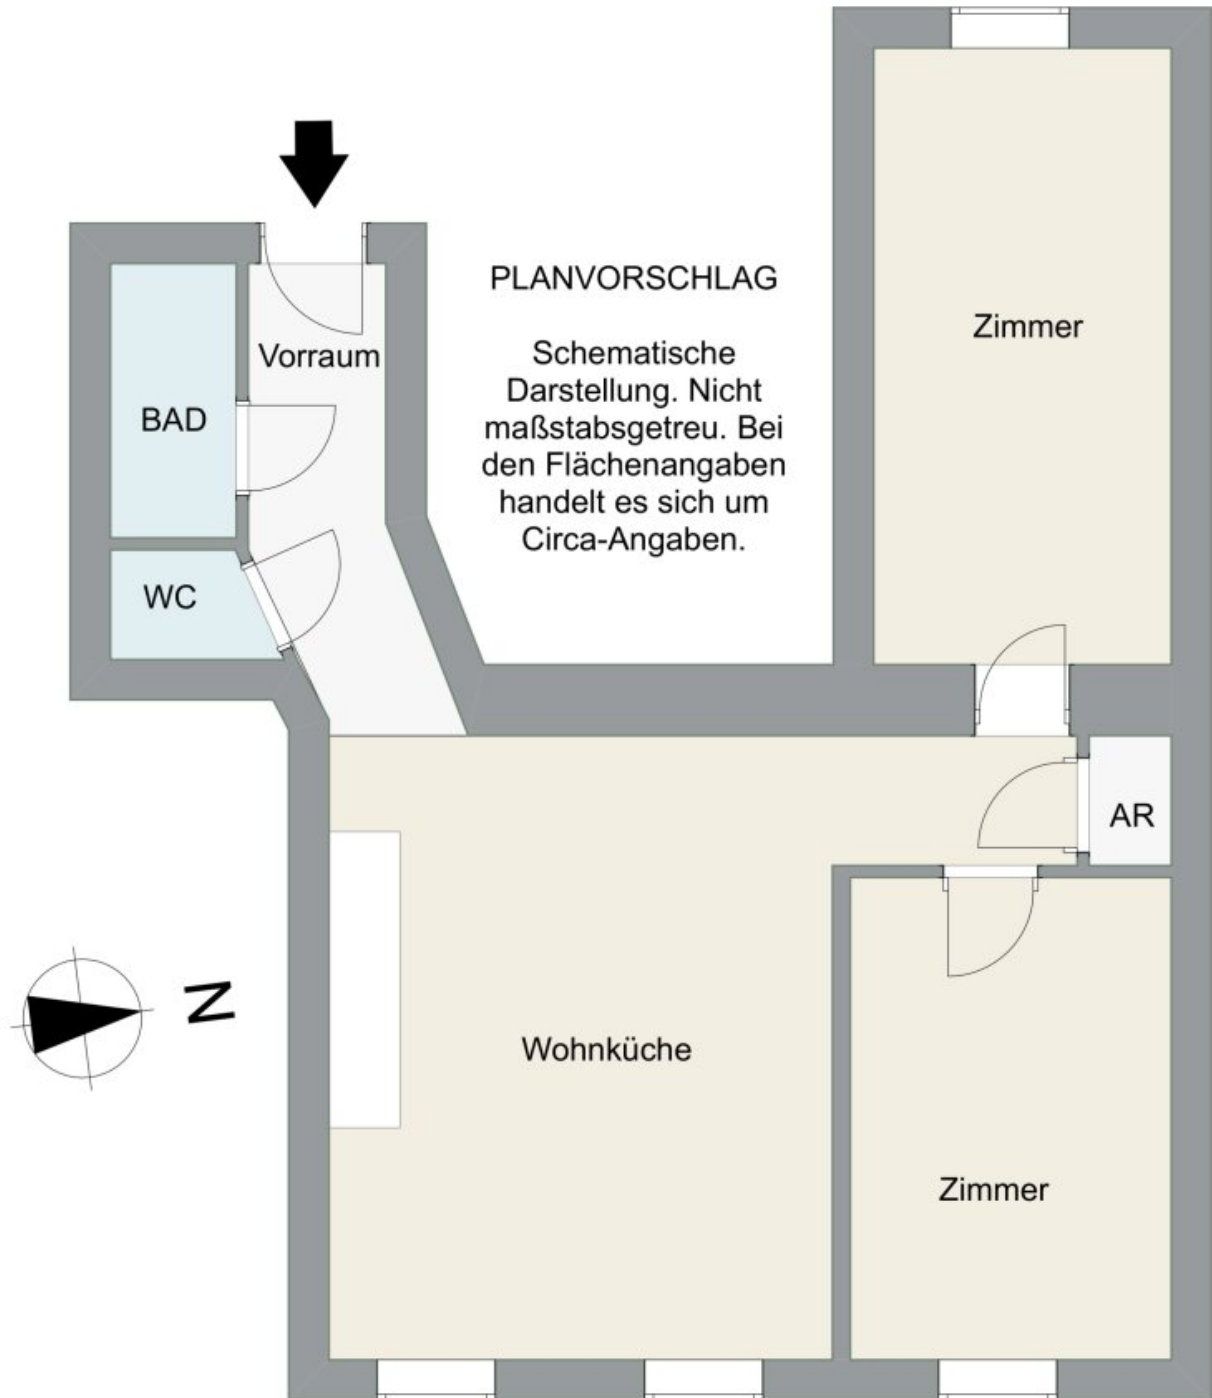 PLANVORSCHLAG
Schematische
Darstellung. Nicht
maßstabsgetreu. Bei
den Flächenangaben
handelt es sich um
Circa-Angaben.
Zimmer
Vorraum
BAD
WC
AR
N
Wohnküche
Zimmer